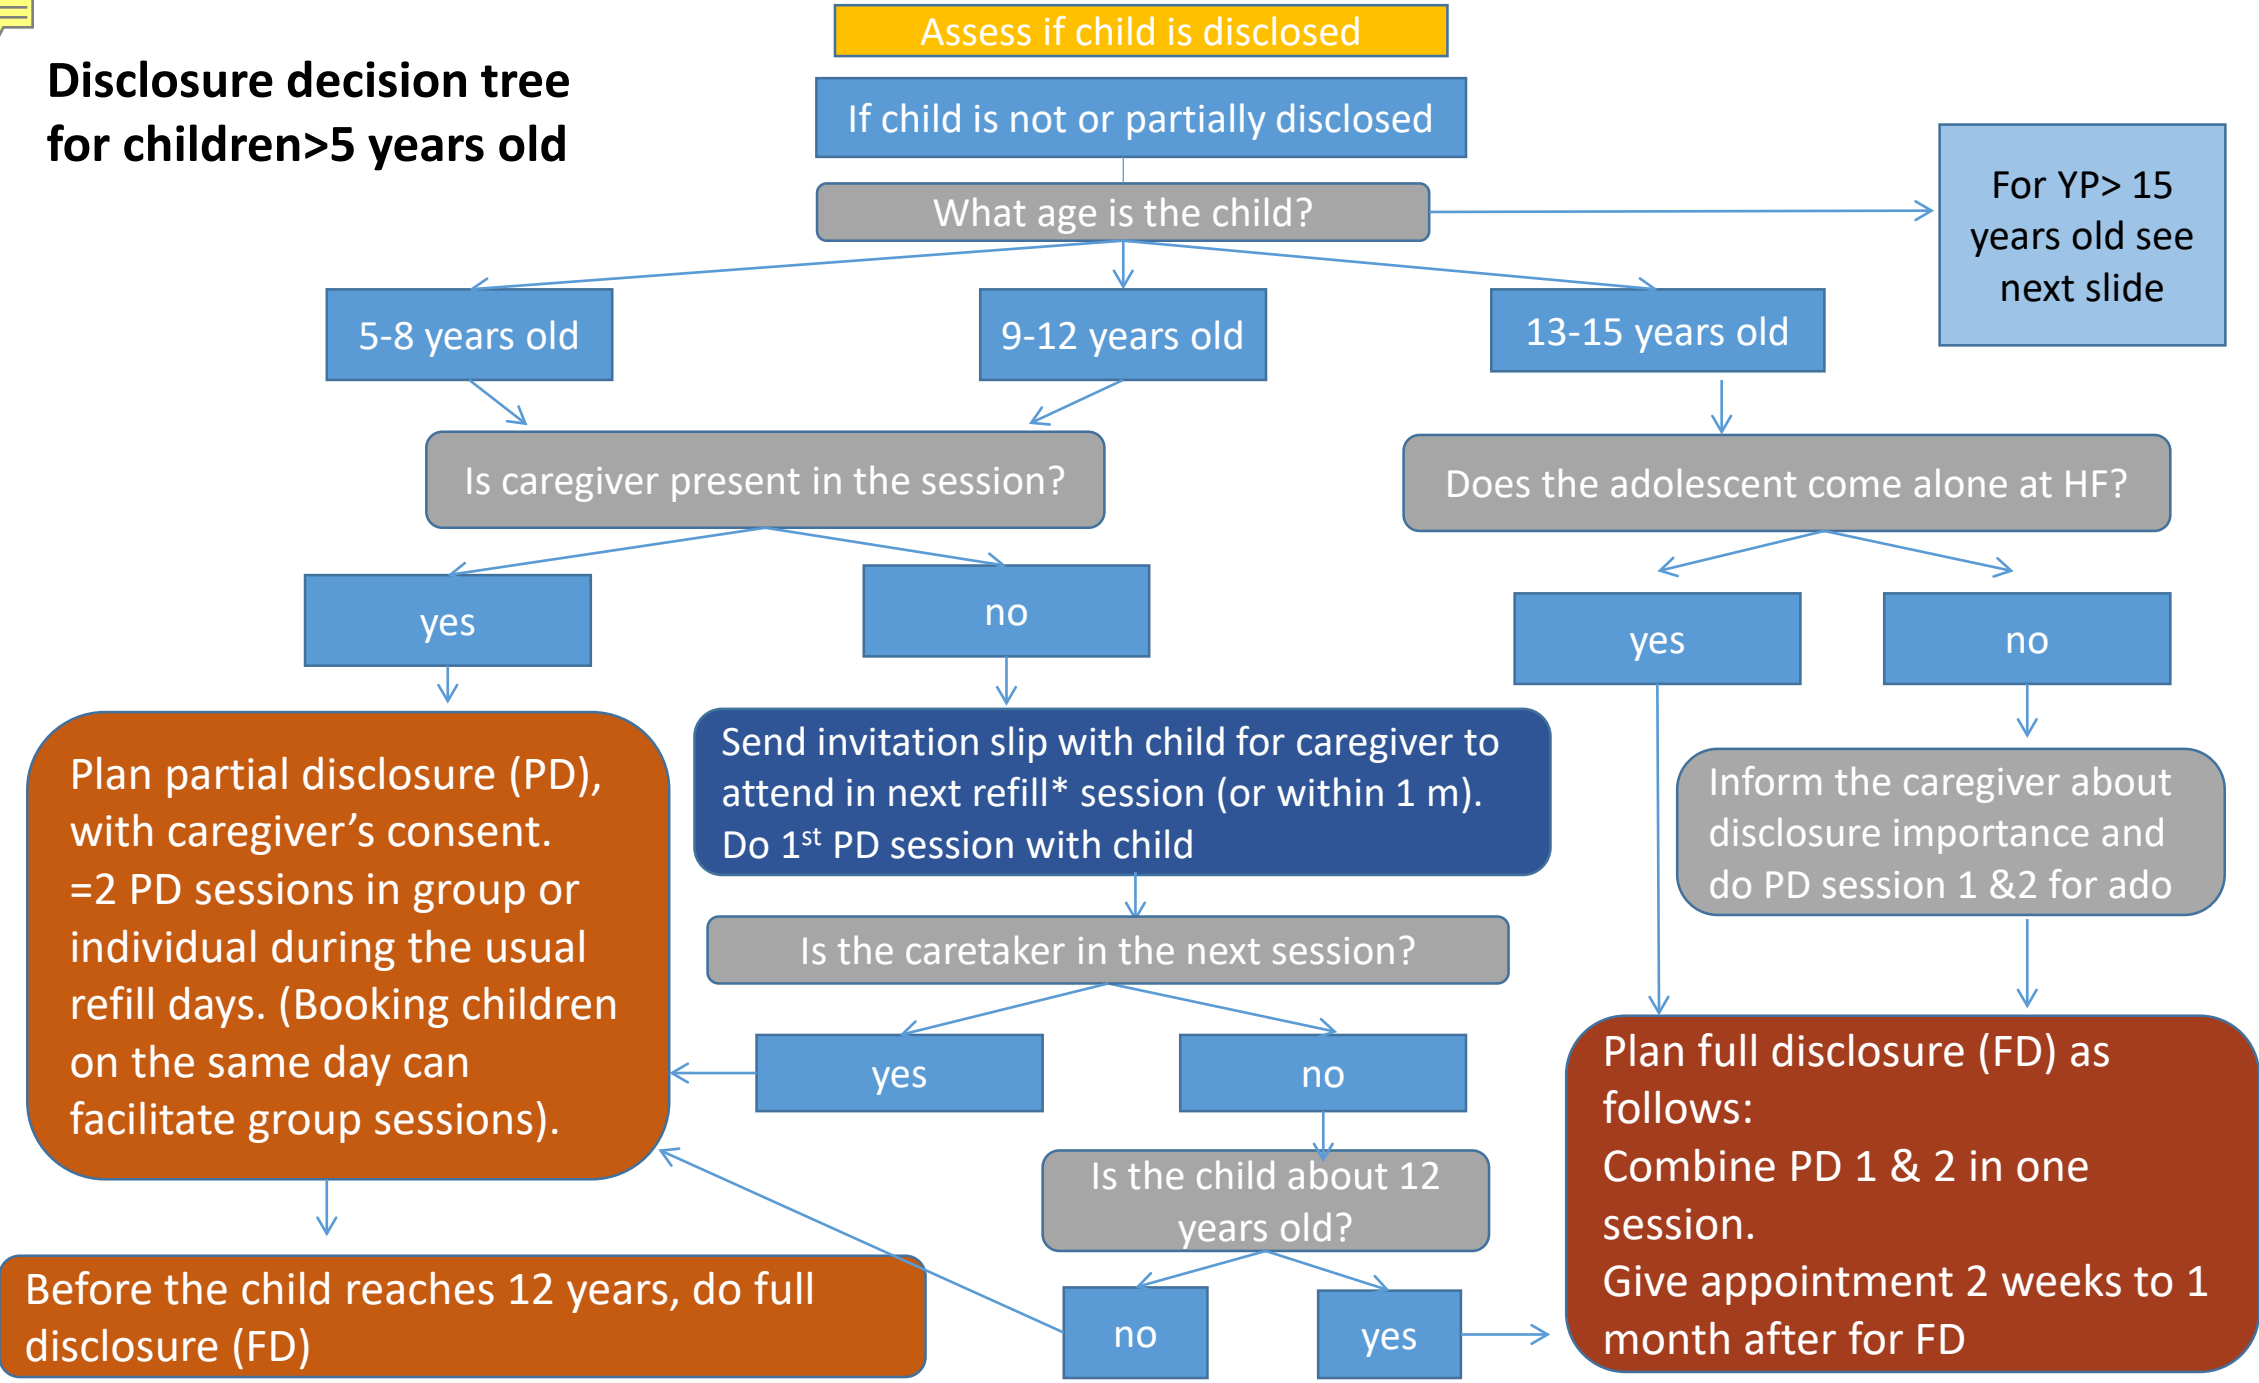 Disclosure decision tree
for children>5 years old
Assess if child is disclosed
If child is not or partially disclosed
What age is the child?
For YP> 15
years old see
next slide
5-8 years old
9-12 years old
13-15 years old
Is caregiver present in the session?
Does the adolescent come alone at HF?
yes
no
yes
no
Plan partial disclosure (PD),
with caregiver’s consent.
=2 PD sessions in group or
individual during the usual
refill days. (Booking children
on the same day can
facilitate group sessions).
Send invitation slip with child for caregiver to
attend in next refill* session (or within 1 m).
Do 1st PD session with child
Inform the caregiver about
disclosure importance and
do PD session 1 &2 for ado
Is the caretaker in the next session?
yes
no
Is the child about 12
years old?
no
yes
Plan full disclosure (FD) as
follows:
Combine PD 1 & 2 in one
session.
Give appointment 2 weeks to 1
month after for FD
Before the child reaches 12 years, do full
disclosure (FD)